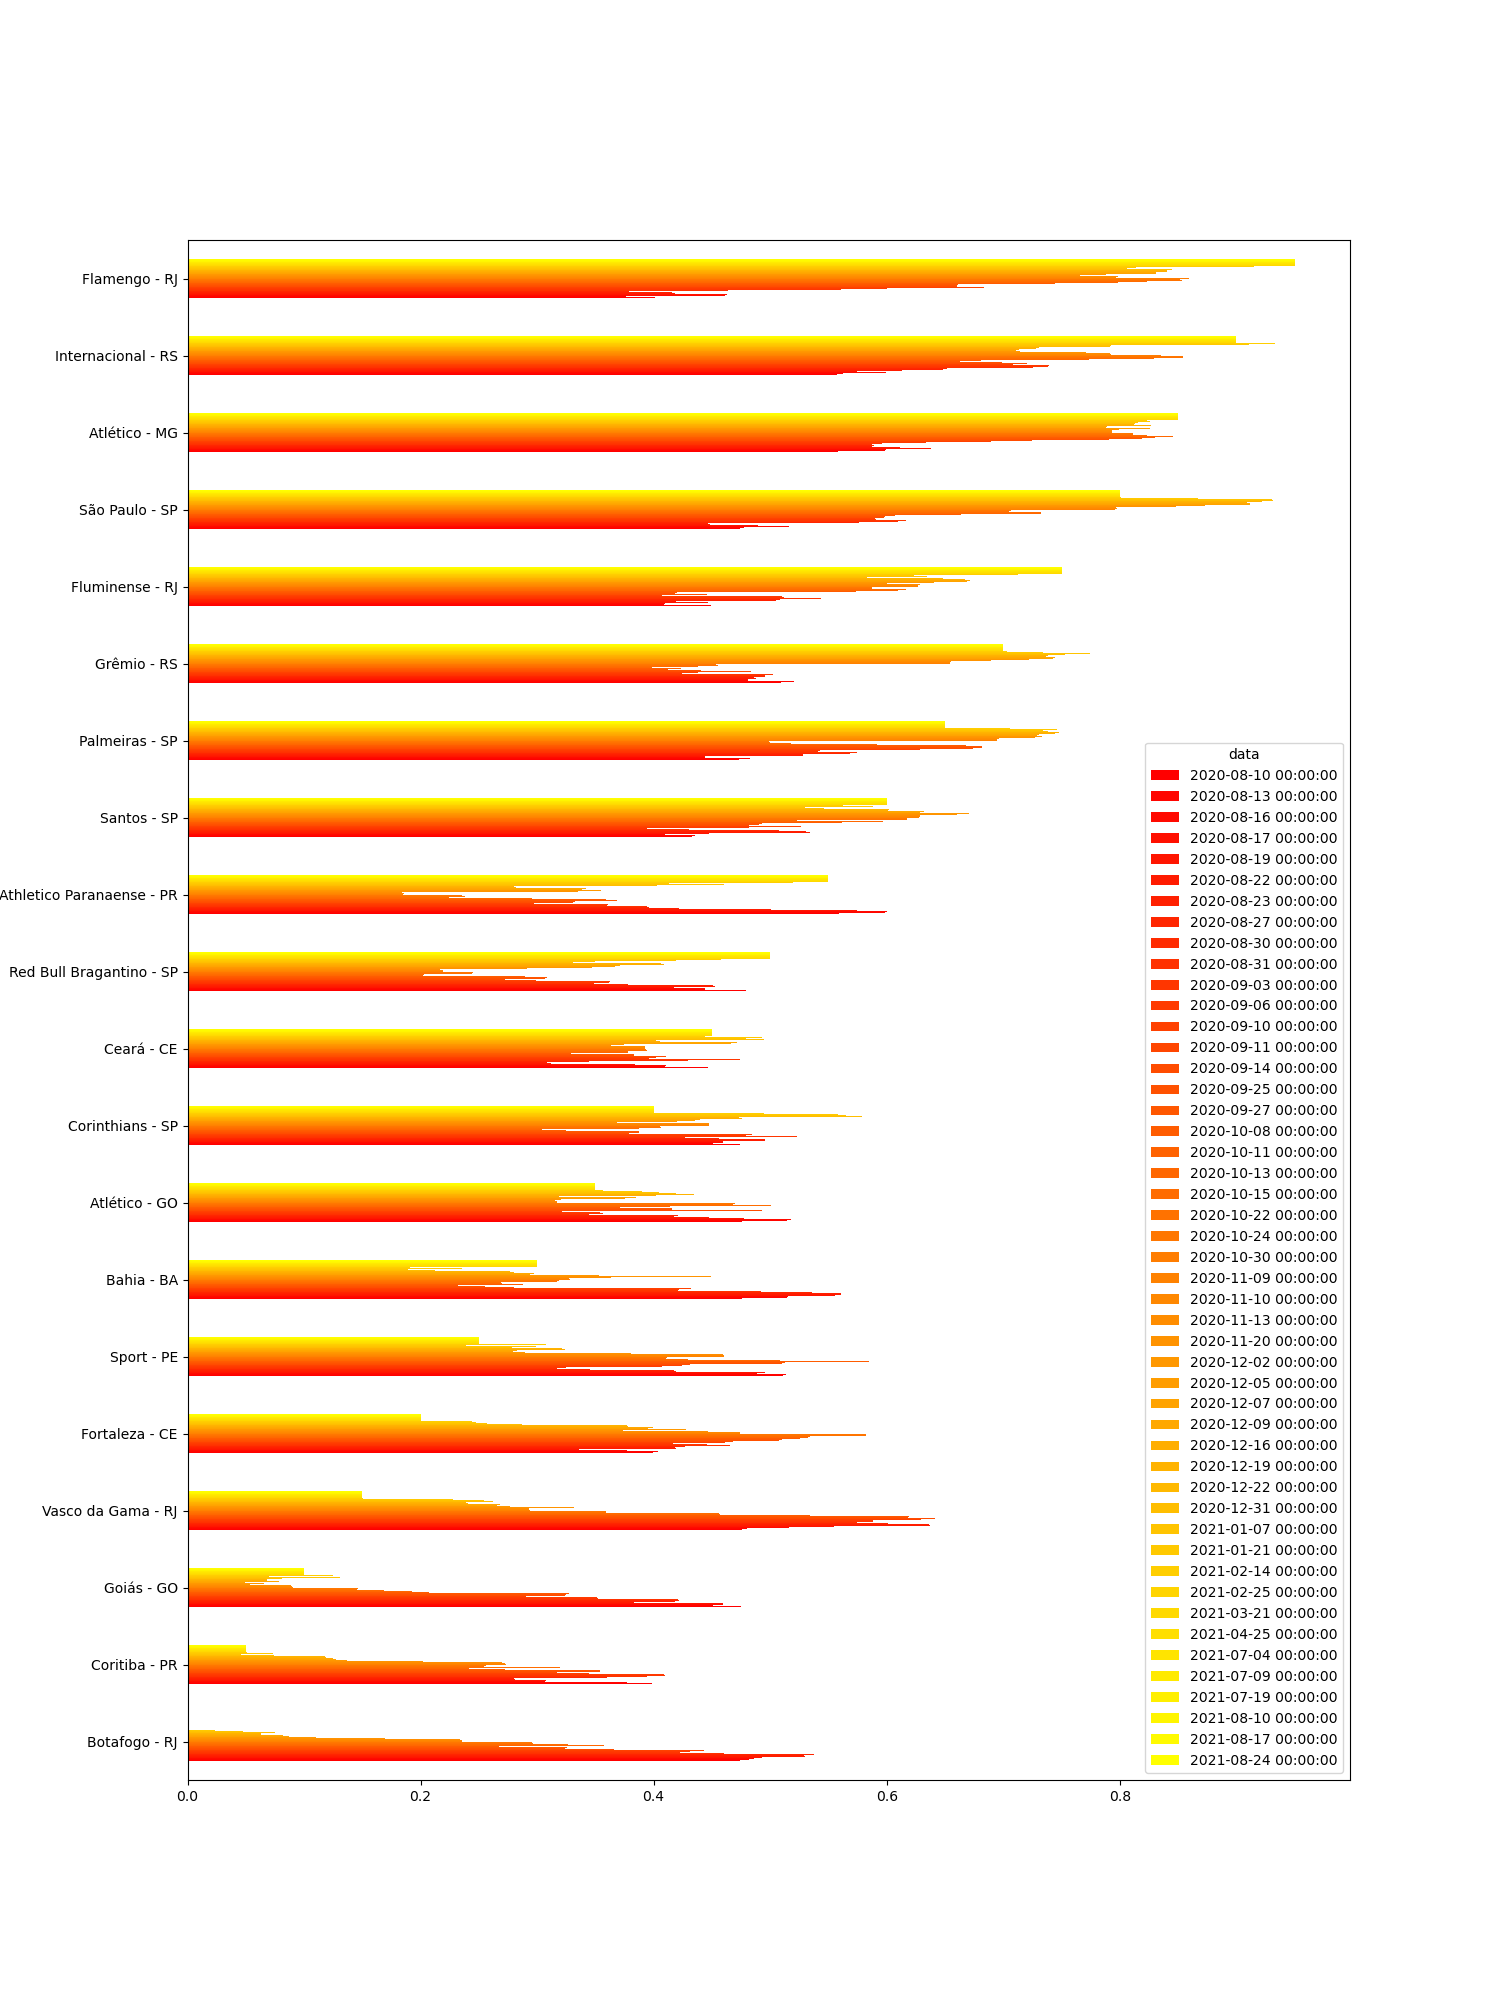 Flamengo - RJ
Internacional - RS
Atlético - MG
São Paulo - SP
Fluminense - RJ
Grêmio - RS
Palmeiras - SP
Santos - SP
Athletico Paranaense - PR
Red Bull Bragantino - SP
Ceará - CE
Corinthians - SP
Atlético - GO
Bahia - BA
Sport - PE
Fortaleza - CE
Vasco da Gama - RJ
Goiás - GO
Coritiba - PR
Botafogo - RJ
0.0 0.2 0.4 0.6 0.8
data
2020-08-10 00:00:00
2020-08-13 00:00:00
2020-08-16 00:00:00
2020-08-17 00:00:00
2020-08-19 00:00:00
2020-08-22 00:00:00
2020-08-23 00:00:00
2020-08-27 00:00:00
2020-08-30 00:00:00
2020-08-31 00:00:00
2020-09-03 00:00:00
2020-09-06 00:00:00
2020-09-10 00:00:00
2020-09-11 00:00:00
2020-09-14 00:00:00
2020-09-25 00:00:00
2020-09-27 00:00:00
2020-10-08 00:00:00
2020-10-11 00:00:00
2020-10-13 00:00:00
2020-10-15 00:00:00
2020-10-22 00:00:00
2020-10-24 00:00:00
2020-10-30 00:00:00
2020-11-09 00:00:00
2020-11-10 00:00:00
2020-11-13 00:00:00
2020-11-20 00:00:00
2020-12-02 00:00:00
2020-12-05 00:00:00
2020-12-07 00:00:00
2020-12-09 00:00:00
2020-12-16 00:00:00
2020-12-19 00:00:00
2020-12-22 00:00:00
2020-12-31 00:00:00
2021-01-07 00:00:00
2021-01-21 00:00:00
2021-02-14 00:00:00
2021-02-25 00:00:00
2021-03-21 00:00:00
2021-04-25 00:00:00
2021-07-04 00:00:00
2021-07-09 00:00:00
2021-07-19 00:00:00
2021-08-10 00:00:00
2021-08-17 00:00:00
2021-08-24 00:00:00